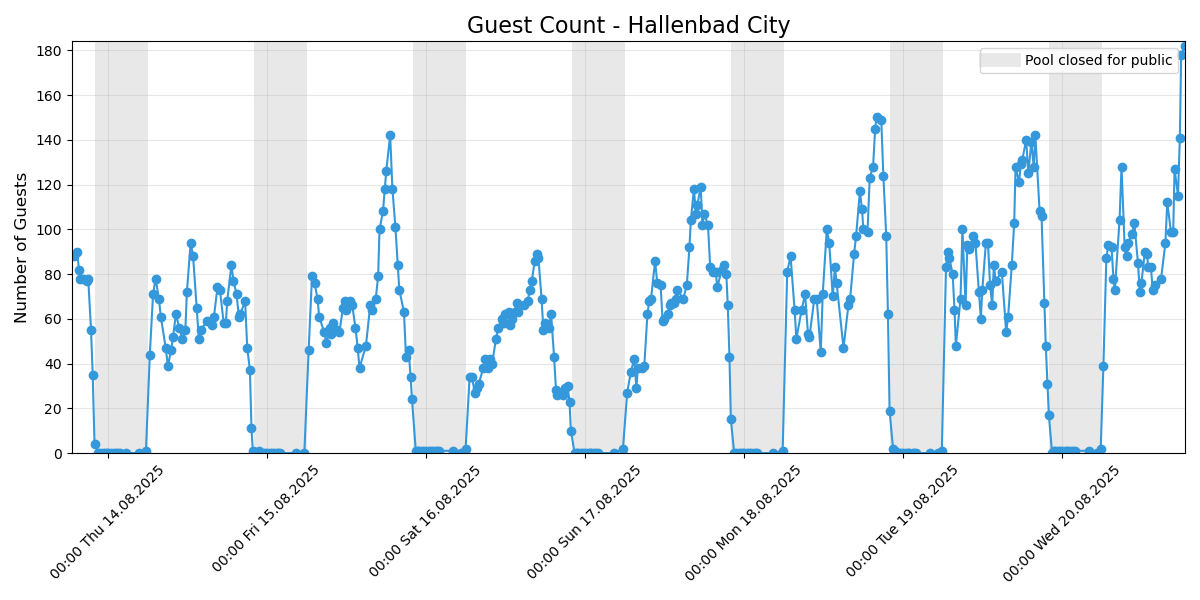 Guest Count - Hallenbad City
Pool closed for public
Number of Guests
180
160
140
120
100
80
60
40
20
0
00:00 Thu 14.08.2025
00:00 Fri 15.08.2025
00:00 Sat 16.08.2025
00:00 Sun 17.08.2025
00:00 Mon 18.08.2025
00:00 Tue 19.08.2025
00:00 Wed 20.08.2025